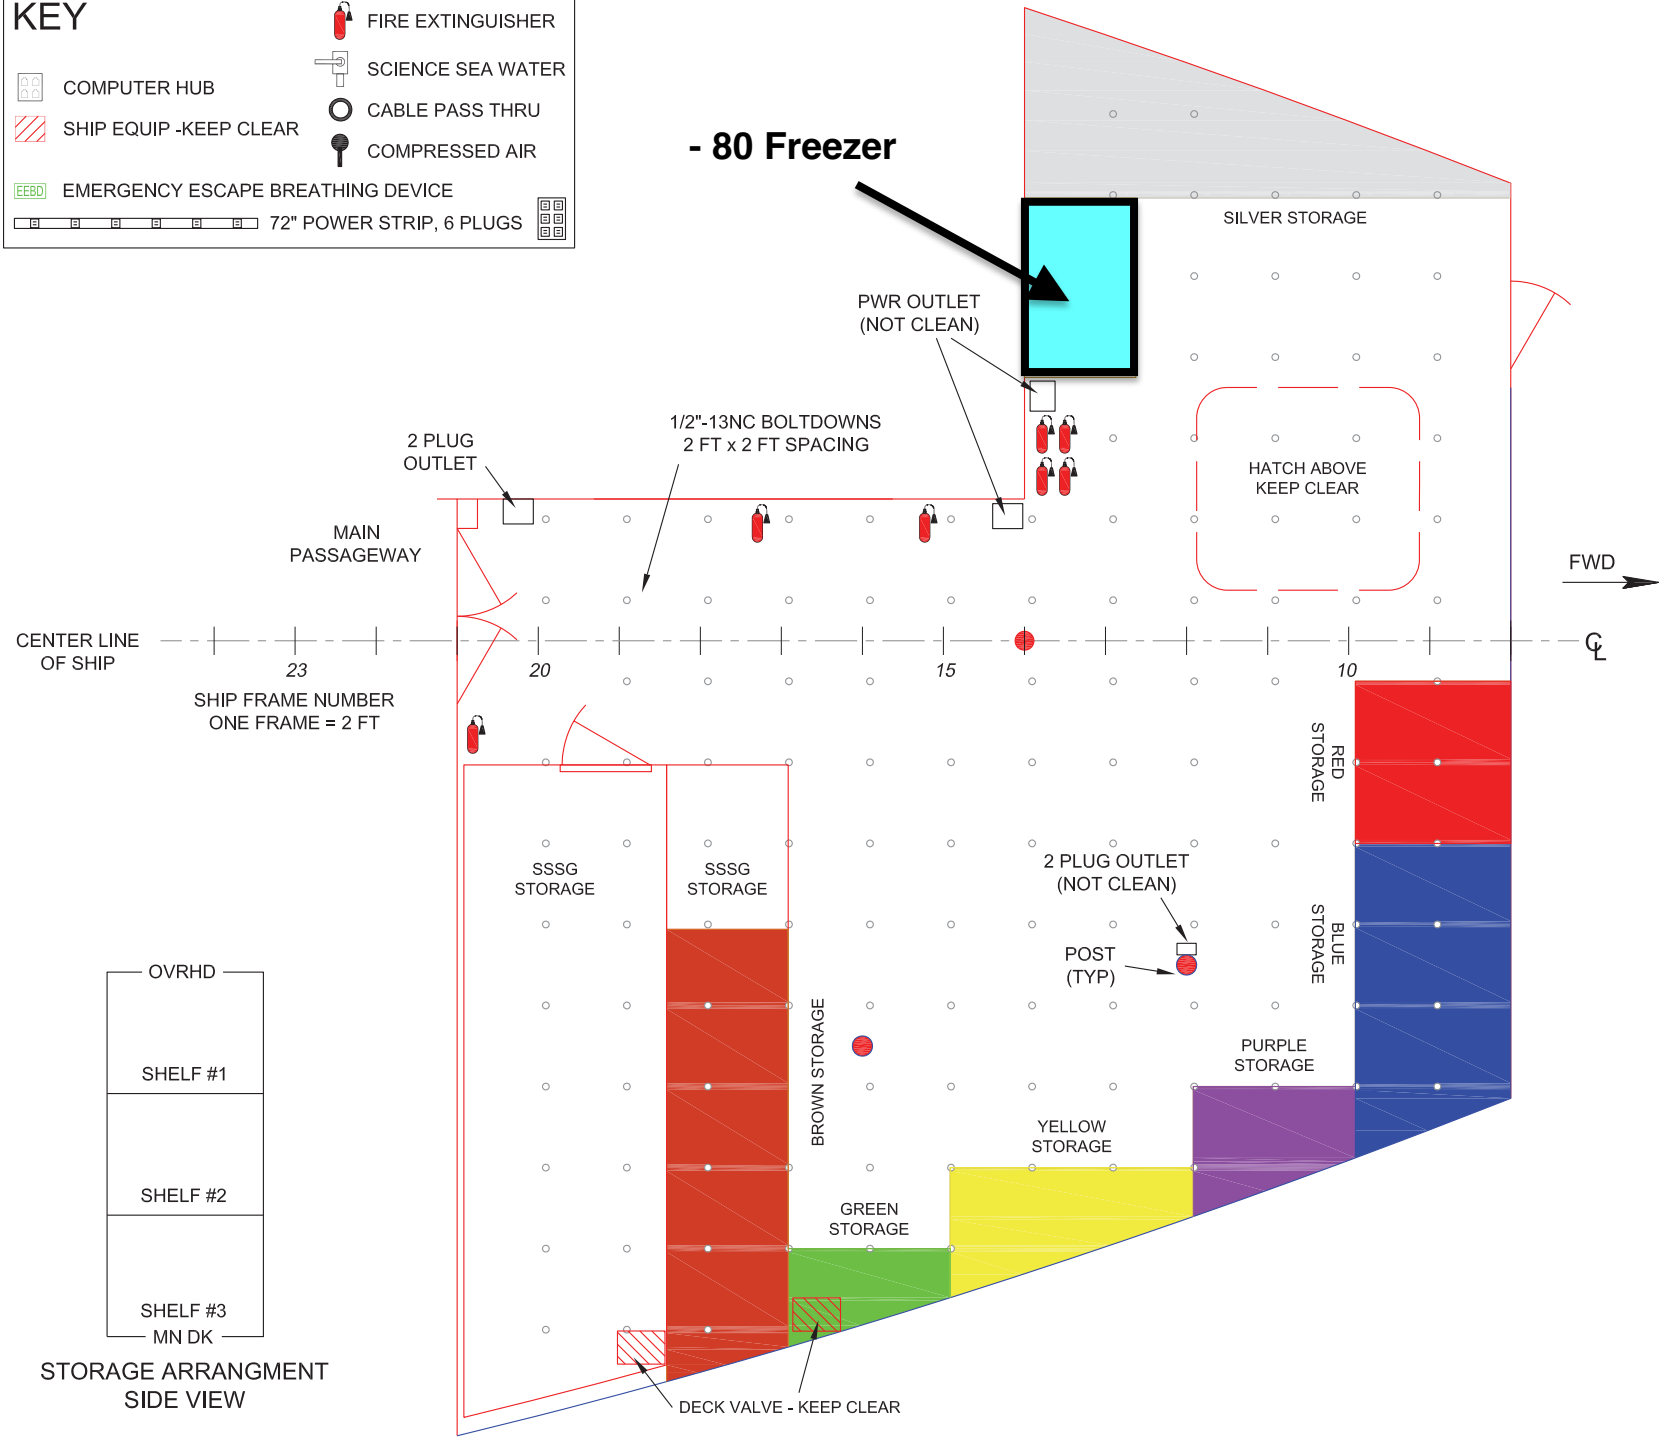 KEY
FIRE EXTINGUISHER
SCIENCE SEA WATER
COMPUTER HUB
CABLE PASS THRU
SHIP EQUIP -KEEP CLEAR
COMPRESSED AIR
EEBD
EMERGENCY ESCAPE BREATHING DEVICE
72" POWER STRIP, 6 PLUGS
- 80 Freezer
SILVER STORAGE
PWR OUTLET
(NOT CLEAN)
1/2"-13NC BOLTDOWNS
2 FT x 2 FT SPACING
2 PLUG
OUTLET
HATCH ABOVE
KEEP CLEAR
MAIN
PASSAGEWAY
FWD
CENTER LINE
OF SHIP
23
20
15
10
CL
SHIP FRAME NUMBER
ONE FRAME = 2 FT
RED
STORAGE
SSSG
STORAGE
SSSG
STORAGE
2 PLUG OUTLET
(NOT CLEAN)
BLUE
STORAGE
POST
(TYP)
BROWN STORAGE
PURPLE
STORAGE
YELLOW
STORAGE
GREEN
STORAGE
OVRHD
SHELF #1
SHELF #2
SHELF #3
MN DK
STORAGE ARRANGMENT
SIDE VIEW
DECK VALVE - KEEP CLEAR